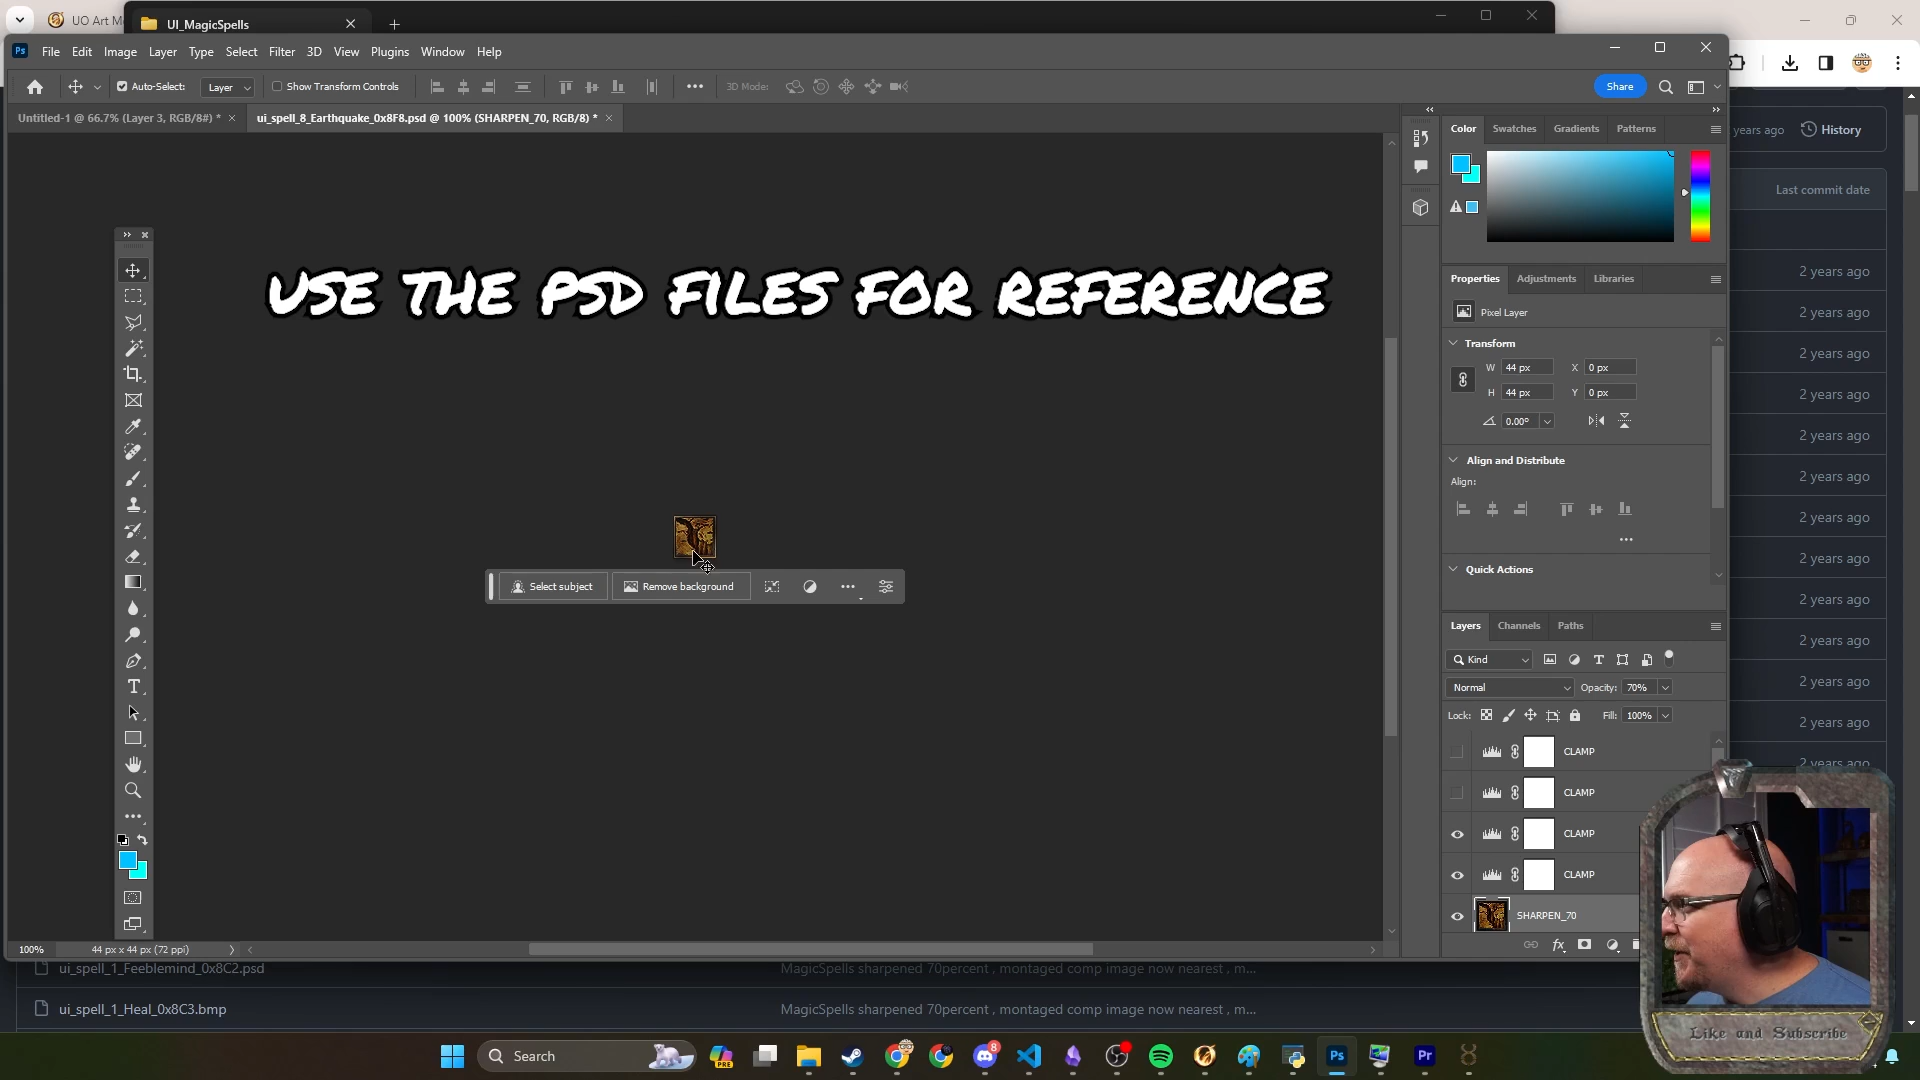 UO Art M
UI_MagicSpells
File Edit Image Layer Type Select Filter 3D View Plugins Window Help
Auto-Select: Layer Show Transform Controls 3D Mode: Share
Untitled-1 @ 66.7% (Layer 3, RGB/8#) * ui_spell_8_Earthquake_0x8F8.psd @ 100% (SHARPEN_70, RGB/8) *
Color Swatches Gradients Patterns
years ago History
Last commit date
USE THE PSD FILES FOR REFERENCE
Properties Adjustments Libraries
2 years ago
Pixel Layer
2 years ago
Transform
2 years ago
W 44 px X 0 px
H 44 px Y 0 px
2 years ago
0.00°
2 years ago
Align and Distribute
Align:
2 years ago
2 years ago
2 years ago
Quick Actions
Select subject Remove background
2 years ago
Layers Channels Paths
2 years ago
Kind
2 years ago
Normal Opacity: 70%
Lock: Fill: 100%
2 years ago
CLAMP
2 years ago
CLAMP
CLAMP
CLAMP
SHARPEN_70
100% 44 px x 44 px (72 ppi)
ui_spell_1_Feeblemind_0x8C2.psd MagicSpells sharpened 70percent , montaged comp image now nearest , m...
ui_spell_1_Heal_0x8C3.bmp MagicSpells sharpened 70percent , montaged comp image now nearest , m...
Like and Subscribe
Search
PRE
8
Ps
Pr